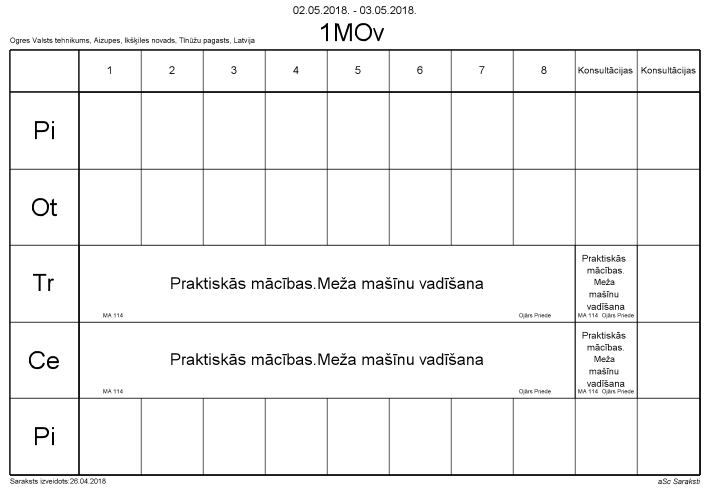 02.05.2018. - 03.05.2018.
1MOv
Ogres Valsts tehnikums, Aizupes, Ikšķiles novads, Tīnūžu pagasts, Latvija
1 2 3 4 5 6 7 8 Konsultācijas Konsultācijas
Pi
Ot
Tr
Praktiskās mācības.Meža mašīnu vadīšana
MA 114 Ojārs Priede
Praktiskās
mācības.
Meža
mašīnu
vadīšana
MA 114 Ojārs Priede
Ce
Praktiskās mācības.Meža mašīnu vadīšana
MA 114 Ojārs Priede
Praktiskās
mācības.
Meža
mašīnu
vadīšana
MA 114 Ojārs Priede
Pi
Saraksts izveidots:26.04.2018 aSc Saraksti